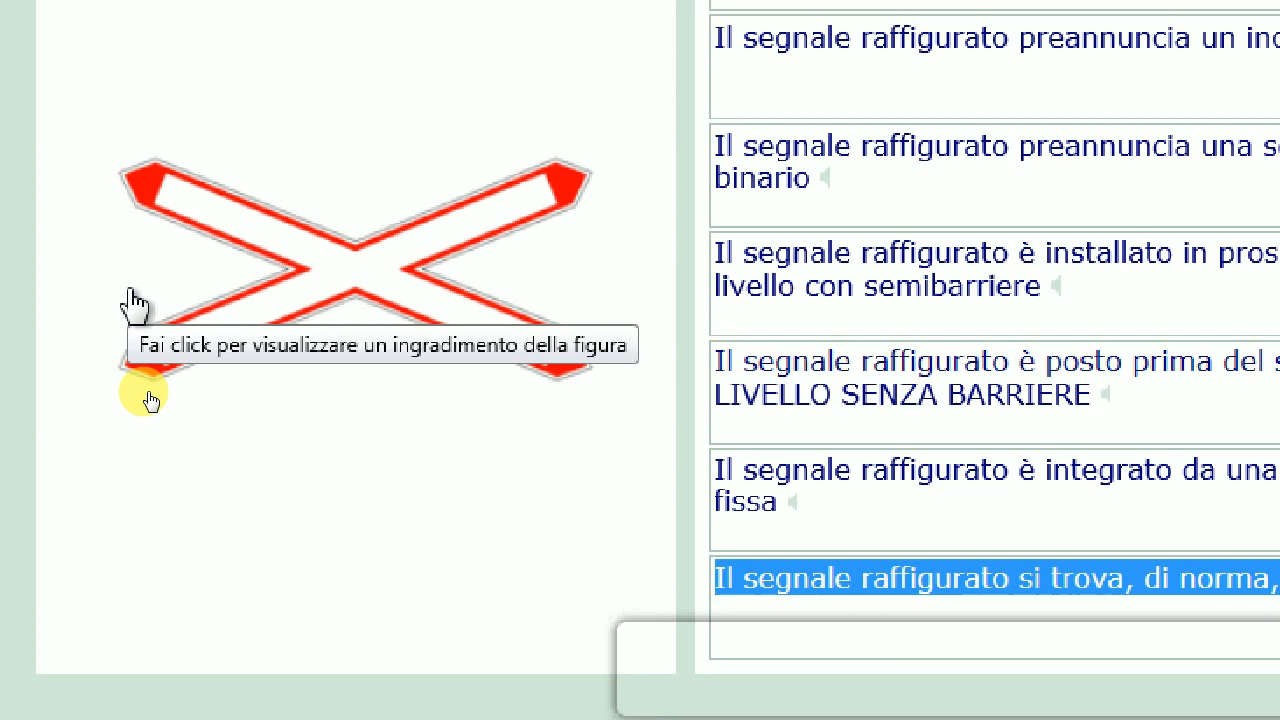 Il segnale raffigurato preannuncia un
Il segnale raffigurato preannuncia una
binario
Il segnale raffigurato è installato in
livello con semibarriere
Il segnale raffigurato è posto prima del
LIVELLO SENZA BARRIERE
Il segnale raffigurato è integrato da una
fissa
Il segnale raffigurato si trova, di norma,
Fai click per visualizzare un ingradimento della figura